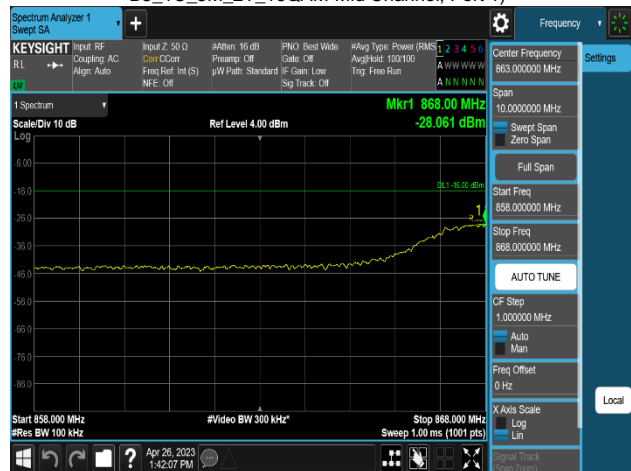 Spectrum Analyzer 1
Swept SA
+
Frequency
KEYSIGHT
RL
LXI
Input: RF
Coupling: AC
Align: Auto
Input Z: 50 Ω
Corr CCorr
Freq Ref: Int (S)
NFE: Off
#Atten: 16 dB
Preamp: Off
µW Path: Standard
PNO: Best Wide
Gate: Off
IF Gain: Low
Sig Track: Off
#Avg Type: Power (RMS)
Avg|Hold: 100/100
Trig: Free Run
1 2 3 4 5 6
A W W W W W
A N N N N N
Center Frequency
863.000000 MHz
Settings
Span
10.0000000 MHz
Swept Span
Zero Span
Full Span
Start Freq
858.000000 MHz
Stop Freq
868.000000 MHz
AUTO TUNE
CF Step
1.000000 MHz
Auto
Man
Freq Offset
0 Hz
X Axis Scale
Log
Lin
Signal Track
(Span Zoom)
Local
1 Spectrum
Scale/Div 10 dB
Ref Level 4.00 dBm
Mkr1 868.00 MHz
-28.061 dBm
Log
-6.00
-16.0
DL1 -16.00 dBm
1
-26.0
-36.0
-46.0
-56.0
-66.0
-76.0
-86.0
Start 858.000 MHz
#Video BW 300 kHz*
Stop 868.000 MHz
#Res BW 100 kHz
Sweep 1.00 ms (1001 pts)
?
Apr 26, 2023
1:42:07 PM